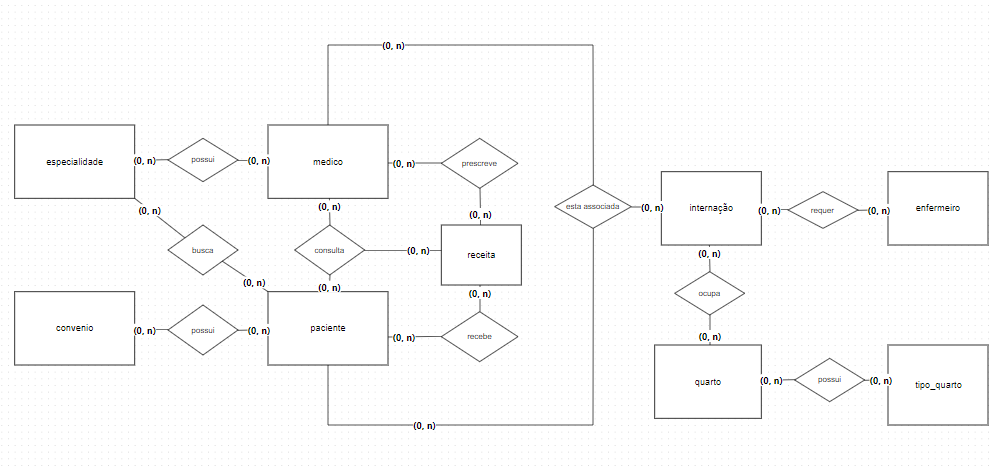 (0, n)
especialidade
(0, n)
possui
(0, n)
medico
(0, n)
prescreve
(0, n)
(0, n)
busca
(0, n)
(0, n)
consulta
(0, n)
(0, n)
receita
(0, n)
convenio
(0, n)
possui
(0, n)
paciente
(0, n)
recebe
(0, n)
esta associada
(0, n)
internação
(0, n)
requer
(0, n)
enfermeiro
(0, n)
ocupa
(0, n)
quarto
(0, n)
possui
(0, n)
tipo_quarto